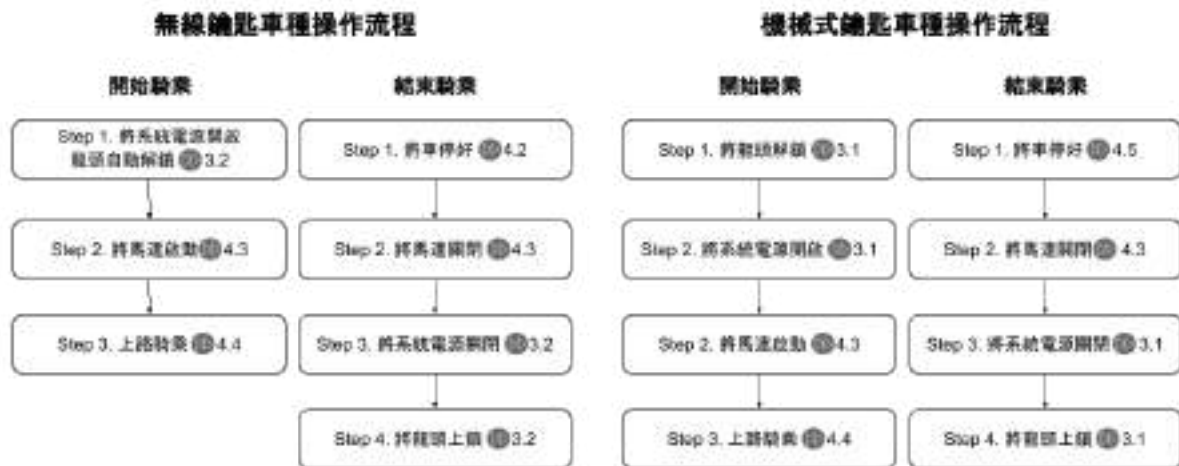 無線鑰匙車種操作流程
開始騎乘
Step 1. 將系統電源開啟
龍頭自動解鎖 3.2
Step 2. 將馬達啟動 4.3
Step 3. 上路騎乘 4.4
結束騎乘
Step 1. 將車停好 4.2
Step 2. 將馬達關閉 4.3
Step 3. 將系統電源關閉 3.2
Step 4. 將龍頭上鎖 3.2
機械式鑰匙車種操作流程
開始騎乘
Step 1. 將龍頭解鎖 3.1
Step 2. 將系統電源開啟 3.1
Step 2. 將馬達啟動 4.3
Step 3. 上路騎乘 4.4
結束騎乘
Step 1. 將車停好 4.5
Step 2. 將馬達關閉 4.3
Step 3. 將系統電源關閉 3.1
Step 4. 將龍頭上鎖 3.1